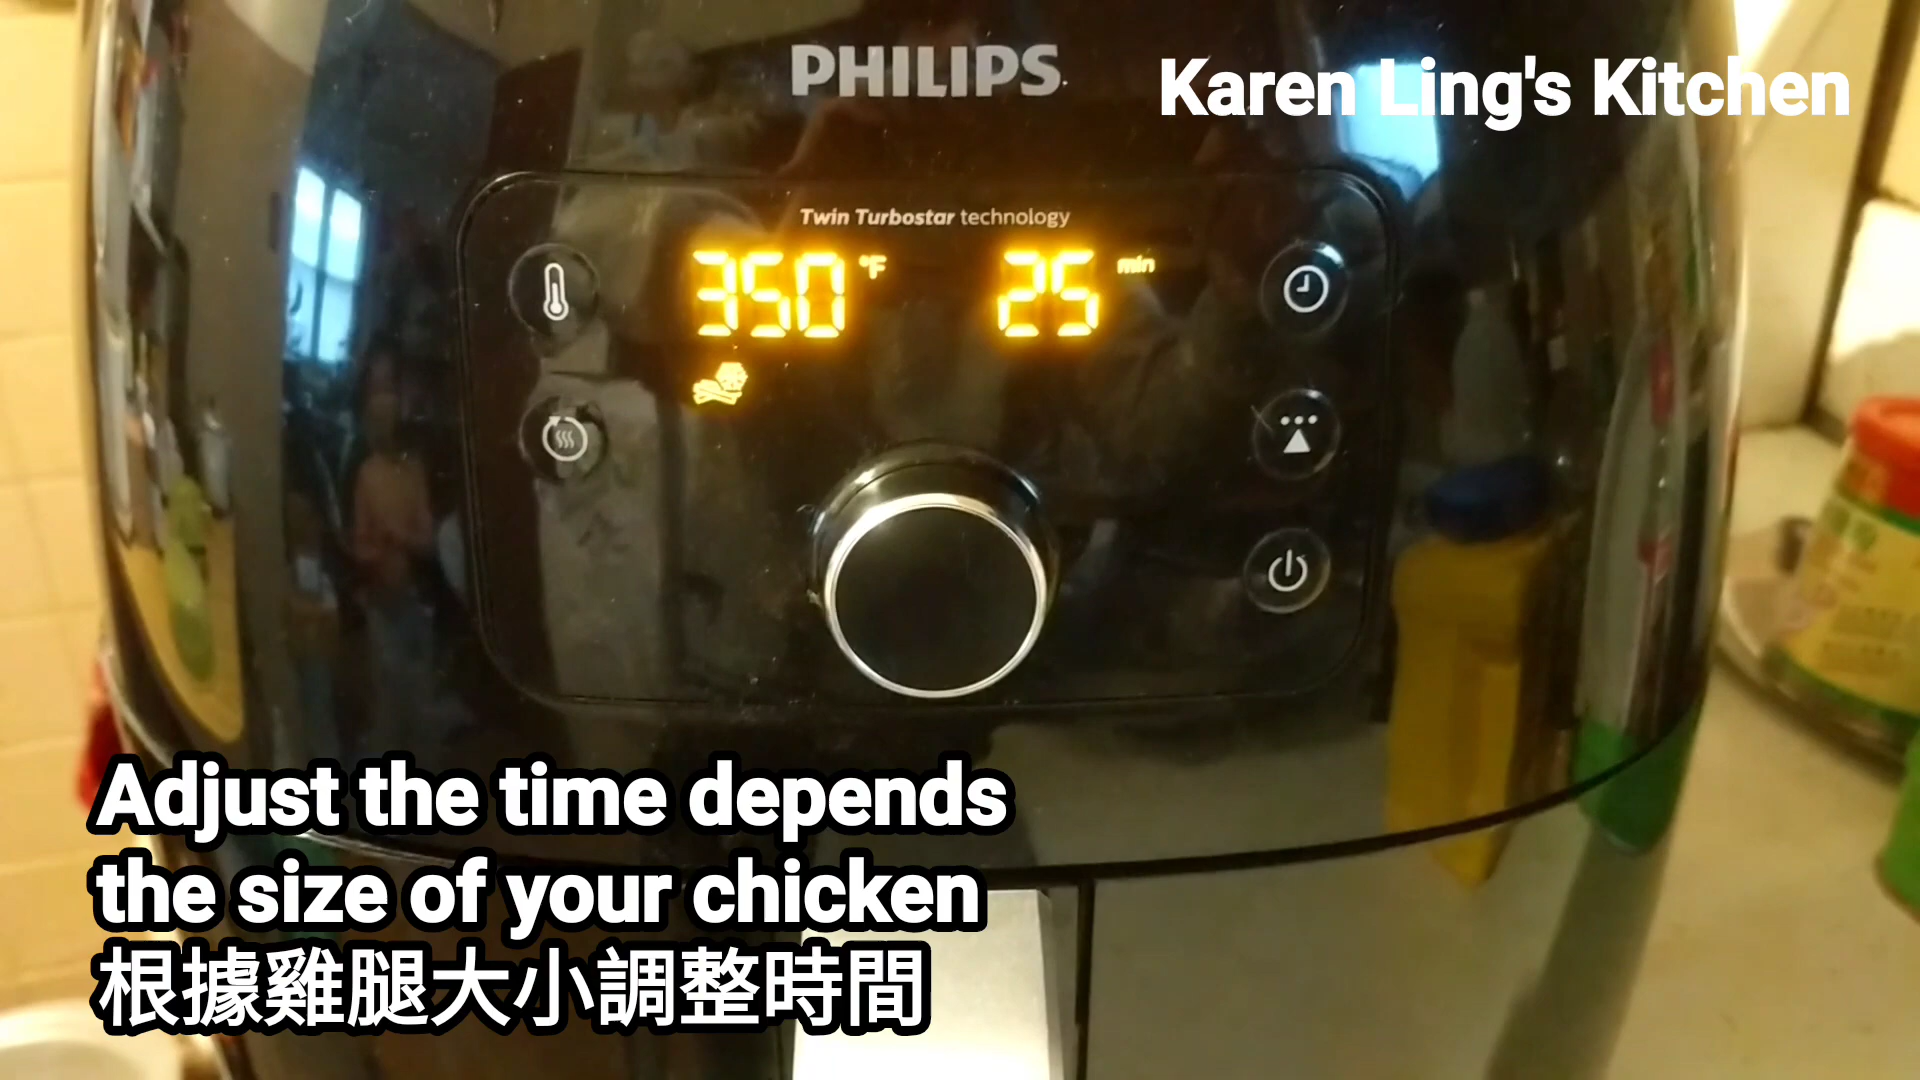 PHILIPS
Karen Ling's Kitchen
Twin Turbostar technology
350 °F 25 min
Adjust the time depends
the size of your chicken
根據雞腿大小調整時間